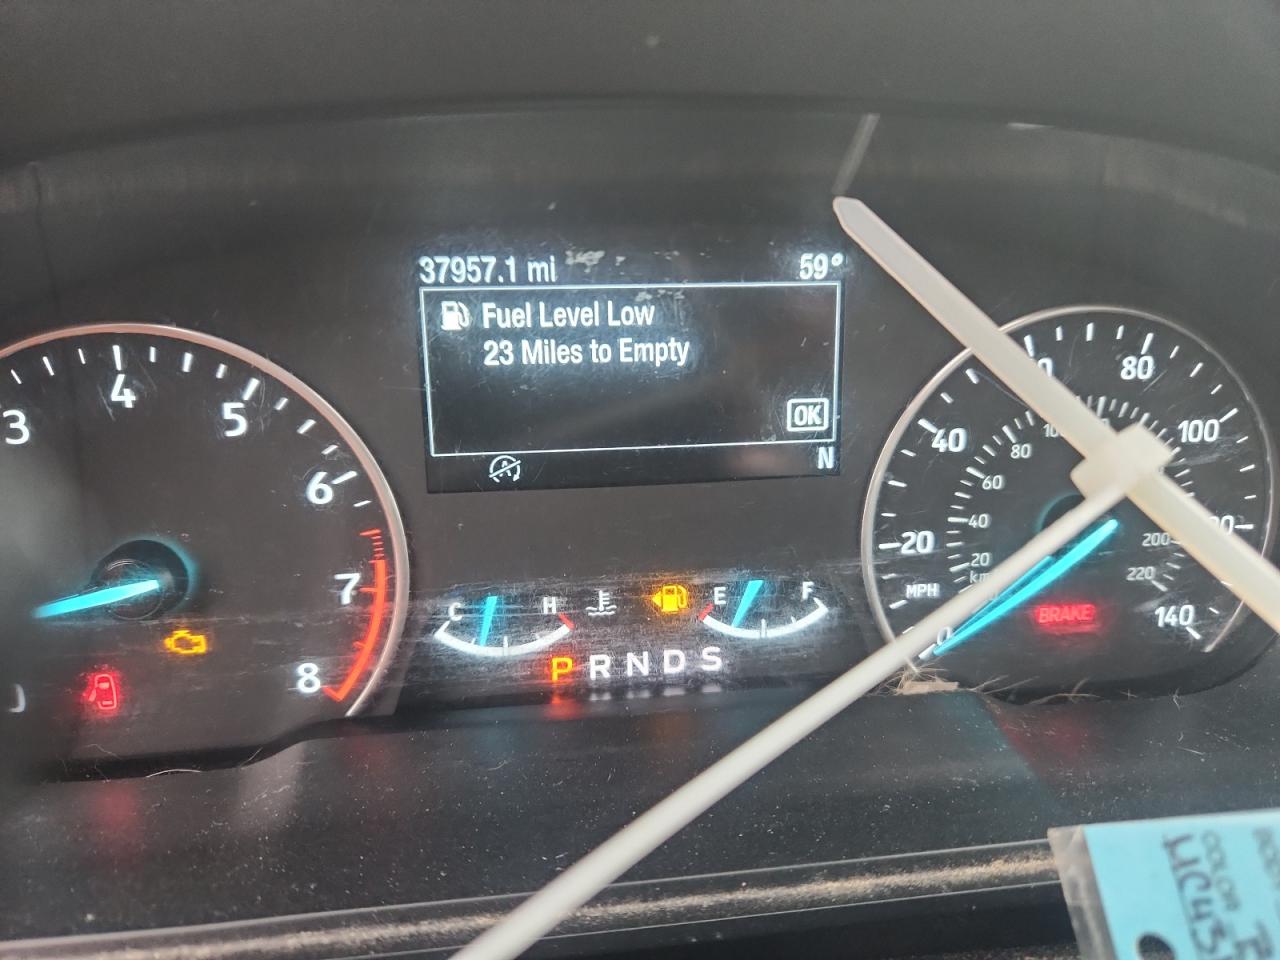 37957.1 mi 59°
Fuel Level Low
23 Miles to Empty
OK
N
3 4 5 6 7 8
C H
E F
P R N D S
20 40 80 100 140
MPH
20 40 60 80 200 220
BRAKE
COLOR